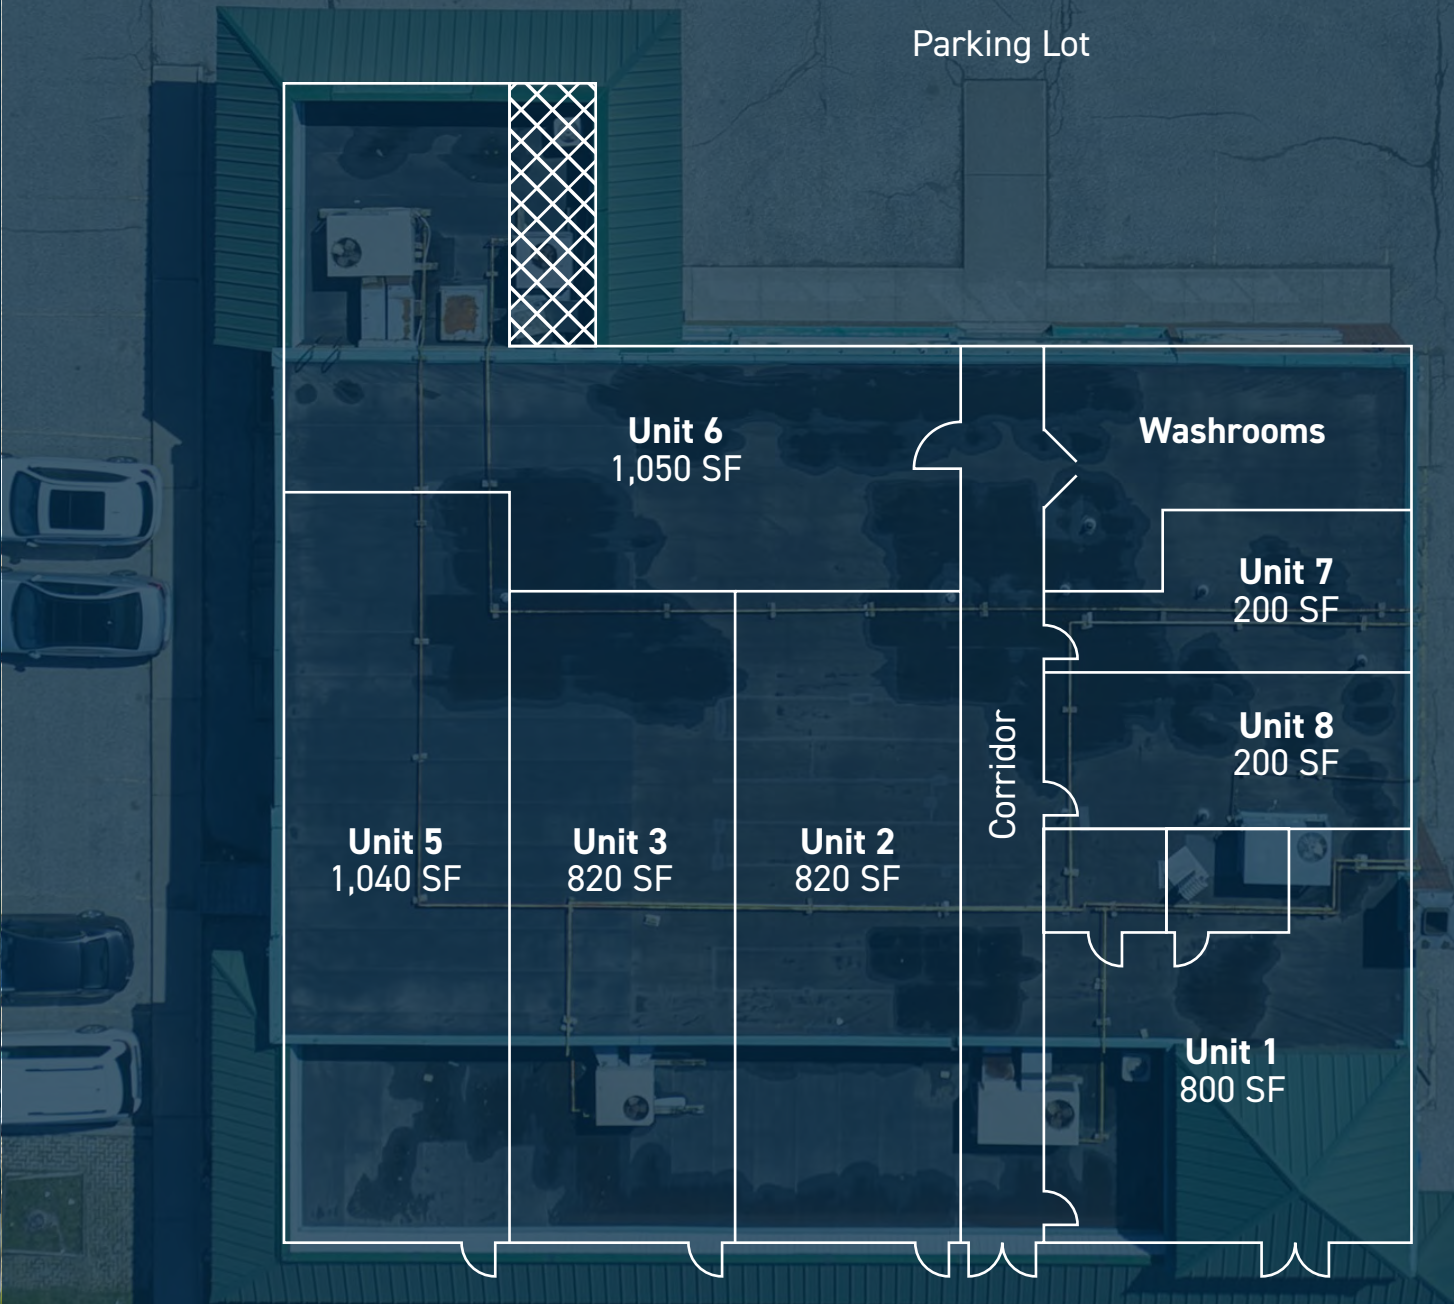 Parking Lot
Unit 6
1,050 SF
Washrooms
Unit 7
200 SF
Unit 8
200 SF
Corridor
Unit 5
1,040 SF
Unit 3
820 SF
Unit 2
820 SF
Unit 1
800 SF